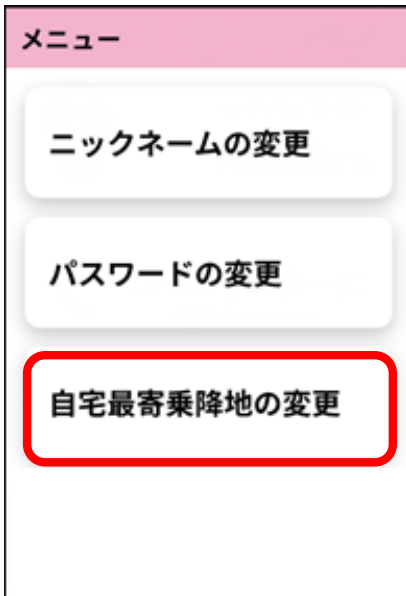 メニュー
ニックネームの変更
パスワードの変更
自宅最寄乗降地の変更